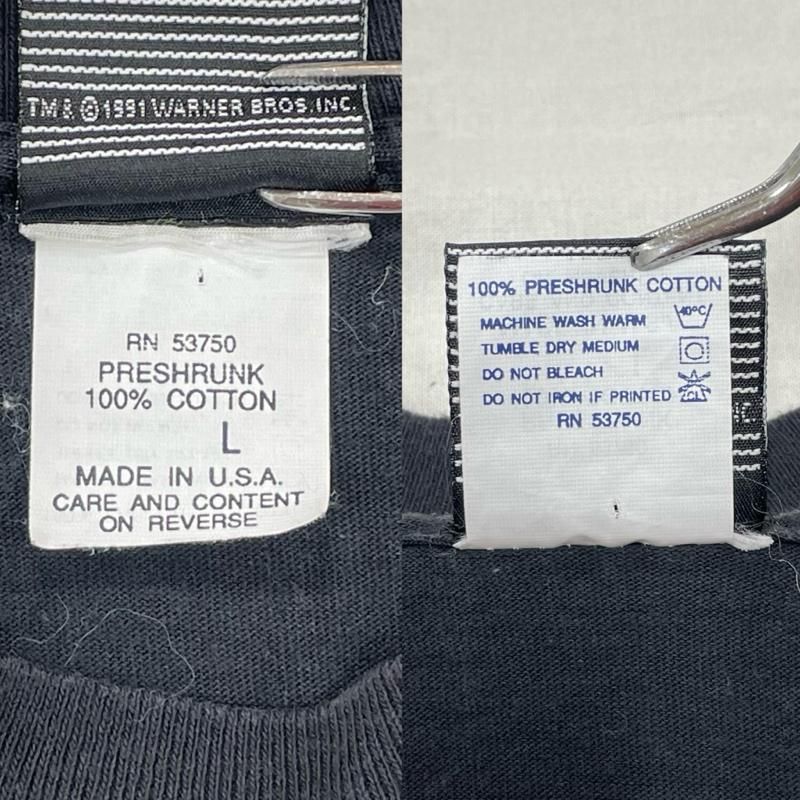 TM & © 1991 WARNER BROS. INC.
RN 53750
PRESHRUNK
100% COTTON
L
MADE IN U.S.A.
CARE AND CONTENT
ON REVERSE
100% PRESHRUNK COTTON
MACHINE WASH WARM
40°C
TUMBLE DRY MEDIUM
DO NOT BLEACH
DO NOT IRON IF PRINTED
CL
RN 53750